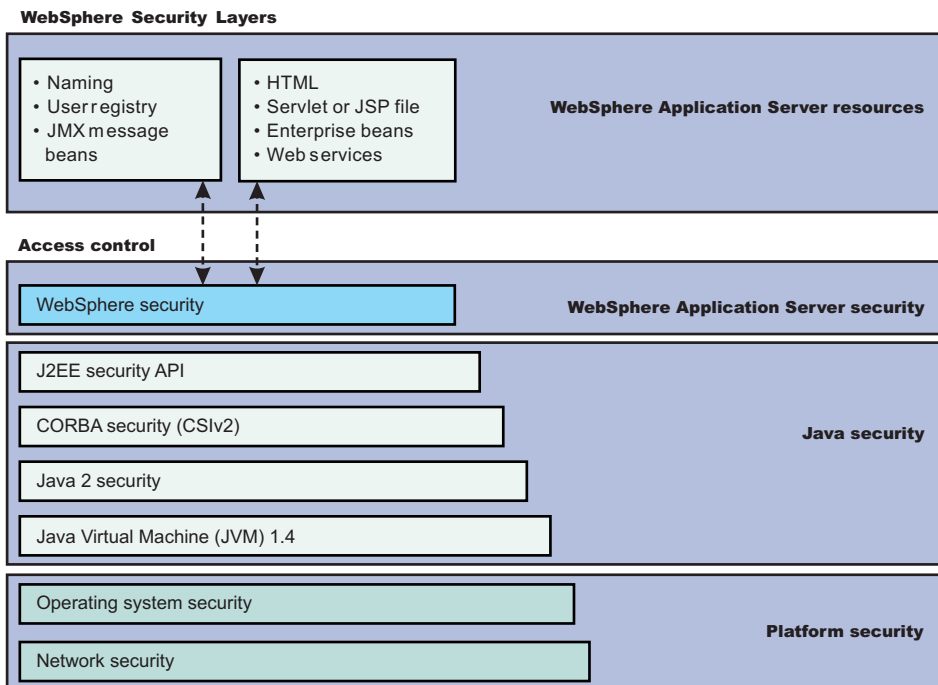 WebSphere Security Layers
• Naming
• User registry
• JMX message
beans
• HTML
• Servlet or JSP file
• Enterprise beans
• Web services
WebSphere Application Server resources
Access control
WebSphere security
WebSphere Application Server security
J2EE security API
CORBA security (CSIv2)
Java 2 security
Java Virtual Machine (JVM) 1.4
Java security
Operating system security
Network security
Platform security